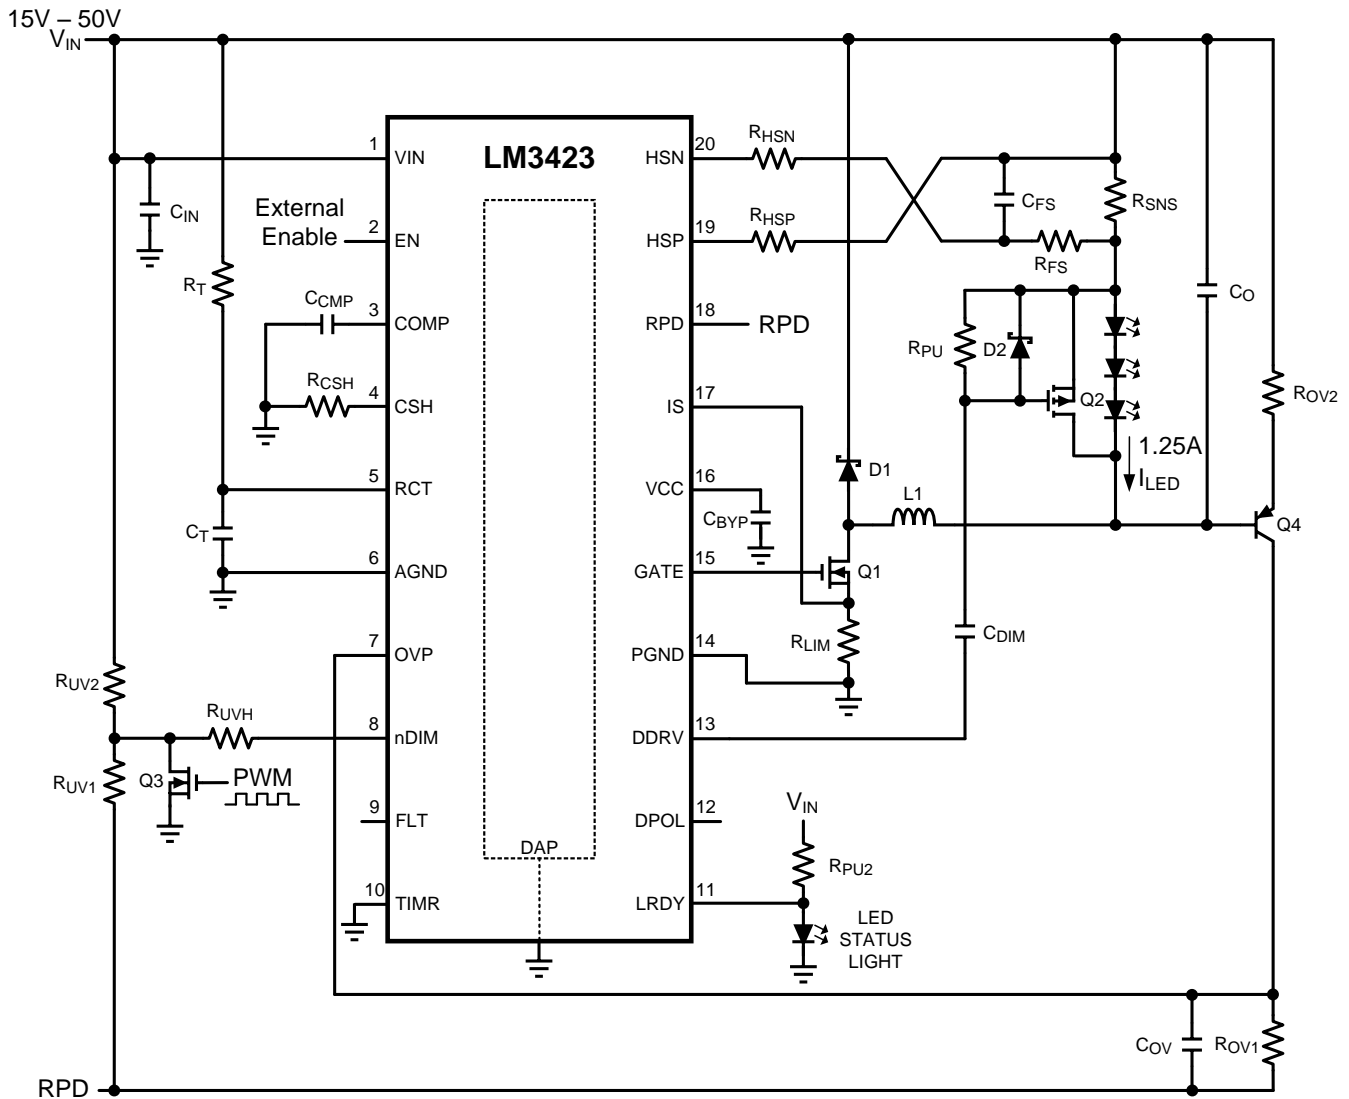 15V – 50V
VIN
LM3423
1 VIN
2 EN
3 COMP
4 CSH
5 RCT
6 AGND
7 OVP
8 nDIM
9 FLT
10 TIMR
DAP
20 HSN
19 HSP
18 RPD
17 IS
16 VCC
15 GATE
14 PGND
13 DDRV
12 DPOL
11 LRDY
CIN
External
Enable
RT
CCMP
RCSH
CT
RUV2
RUVH
RUV1
Q3
PWM
RPD
RHSN
RHSP
RPD
CFS
RSNS
RFS
RPU
D2
Q2
CO
ROV2
1.25A
ILED
D1
L1
CBYP
Q1
Q4
RLIM
CDIM
VIN
RPU2
LED
STATUS
LIGHT
COV
ROV1